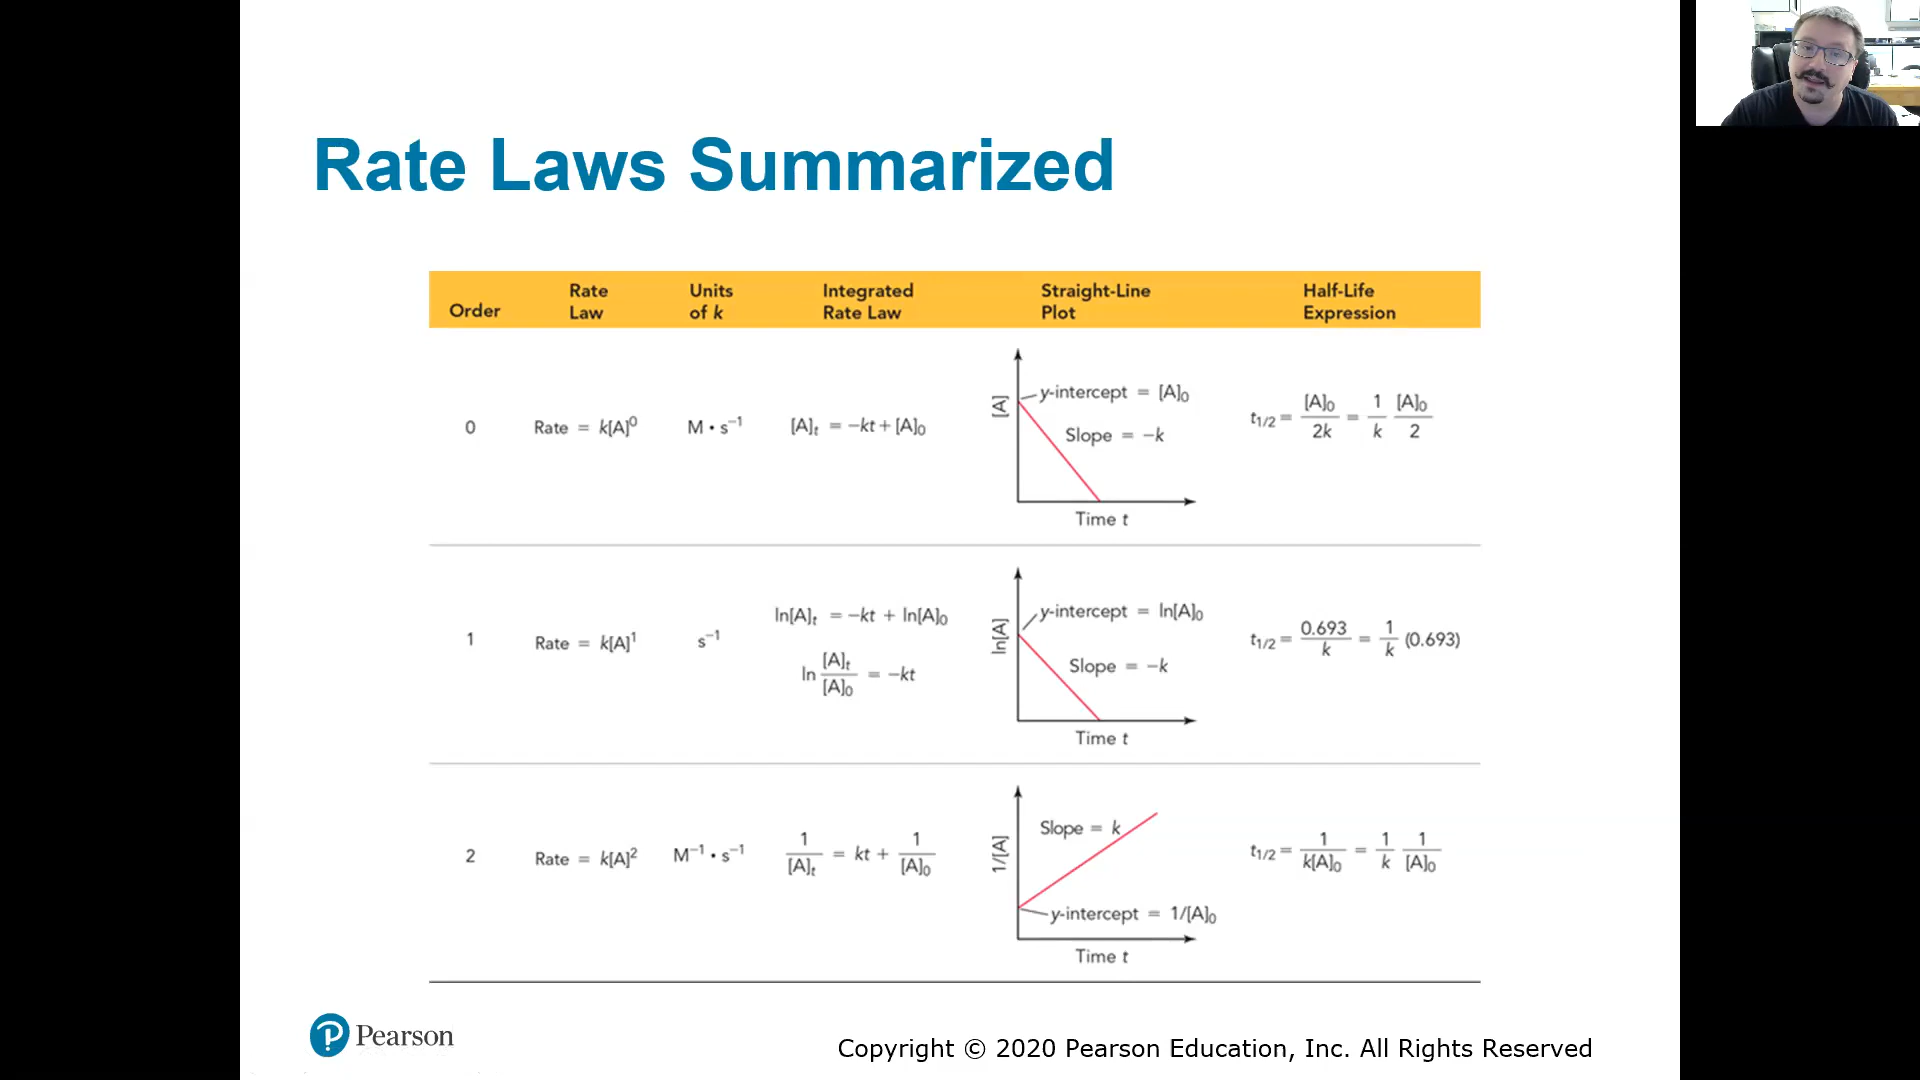 Rate Laws Summarized
Order Rate Law Units of k Integrated Rate Law Straight-Line Plot Half-Life Expression
0 Rate = k[A]⁰ M • s⁻¹ [A]ₜ = −kt + [A]₀
[A]
y-intercept = [A]₀
Slope = −k
Time t
t₁/₂ = [A]₀/2k = 1/k [A]₀/2
1 Rate = k[A]¹ s⁻¹ ln[A]ₜ = −kt + ln[A]₀
ln [A]ₜ/[A]₀ = −kt
ln[A]
y-intercept = ln[A]₀
Slope = −k
Time t
t₁/₂ = 0.693/k = 1/k (0.693)
2 Rate = k[A]² M⁻¹ • s⁻¹ 1/[A]ₜ = kt + 1/[A]₀
1/[A]
Slope = k
y-intercept = 1/[A]₀
Time t
t₁/₂ = 1/k[A]₀ = 1/k 1/[A]₀
P Pearson
Copyright © 2020 Pearson Education, Inc. All Rights Reserved